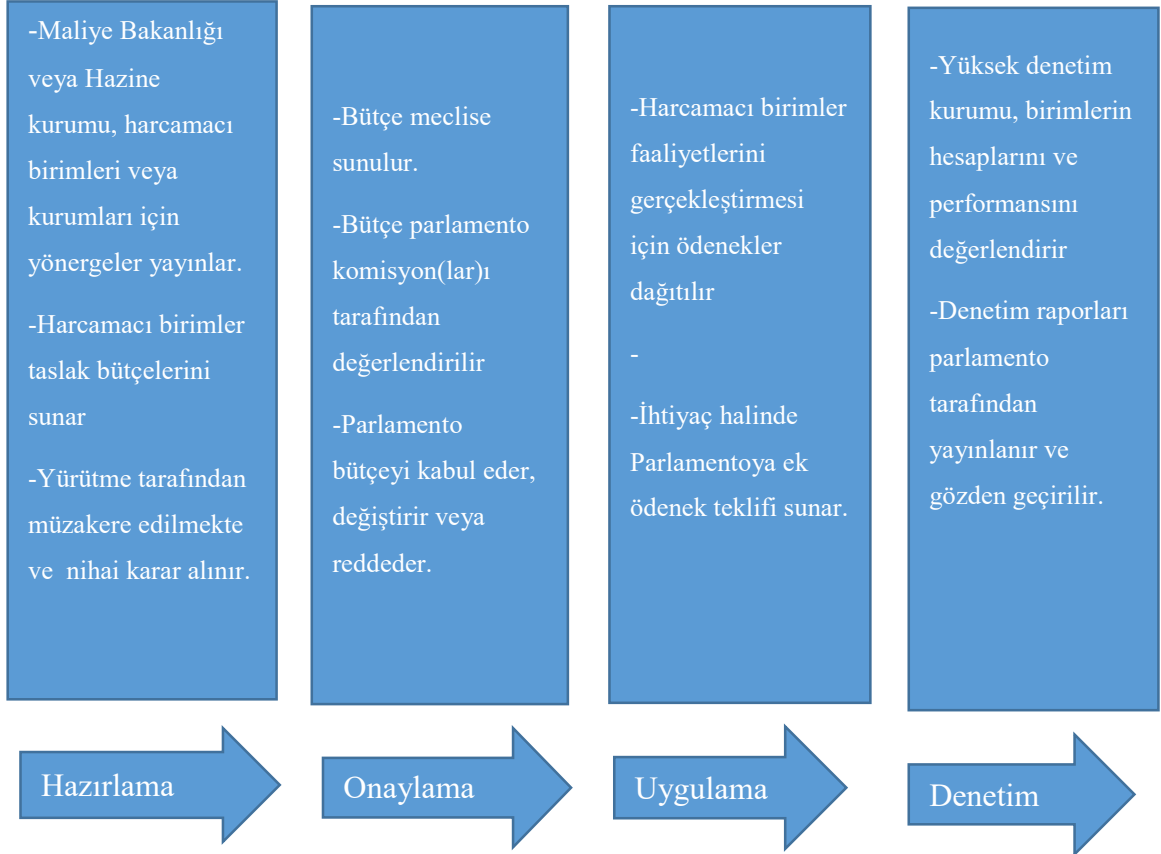 -Maliye Bakanlığı
veya Hazine
kurumu, harcamacı
birimleri veya
kurumları için
yönergeler yayınlar.
-Harcamacı birimler
taslak bütçelerini
sunar
-Yürütme tarafından
müzakere edilmekte
ve  nihai karar alınır.
Hazırlama
-Bütçe meclise
sunulur.
-Bütçe parlamento
komisyon(lar)ı
tarafından
değerlendirilir
-Parlamento
bütçeyi kabul eder,
değiştirir veya
reddeder.
Onaylama
-Harcamacı birimler
faaliyetlerini
gerçekleştirmesi
için ödenekler
dağıtılır
-
-İhtiyaç halinde
Parlamentoya ek
ödenek teklifi sunar.
Uygulama
-Yüksek denetim
kurumu, birimlerin
hesaplarını ve
performansını
değerlendirir
-Denetim raporları
parlamento
tarafından
yayınlanır ve
gözden geçirilir.
Denetim